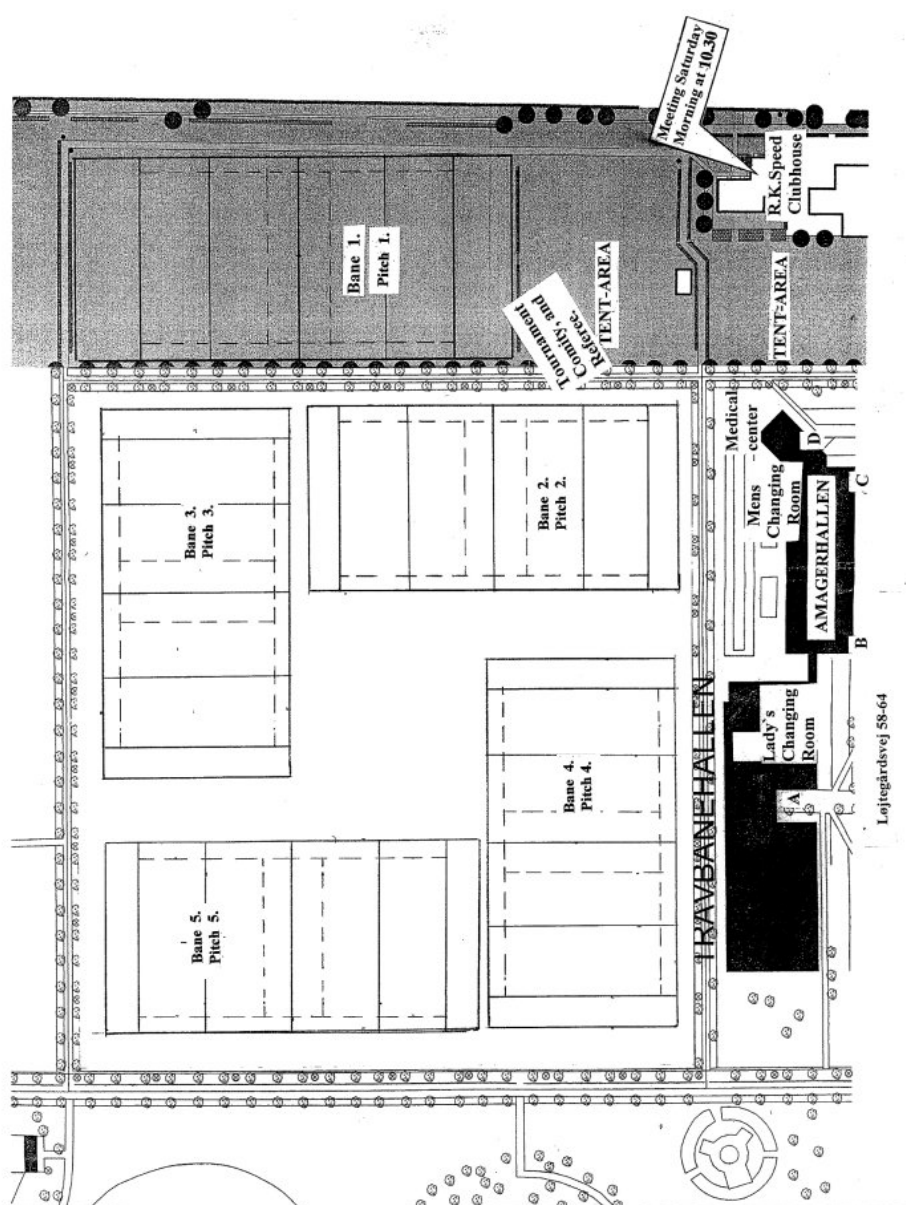 Meeting Saturday
Morning at 10.30
R.K.Speed
Clubhouse
Bane 1.
Pitch 1.
TENT-AREA
Tournament
Comity, and
Referee.
TENT-AREA
Bane 3.
Pitch 3.
Bane 2.
Pitch 2.
Medical
center
D
Mens
Changing
Room
AMAGERHALLEN
C
B
Bane 5.
Pitch 5.
Bane 4.
Pitch 4.
TRAVBANEHALLEN
Lady`s
Changing
Room
A
Løjtegårdsvej 58-64